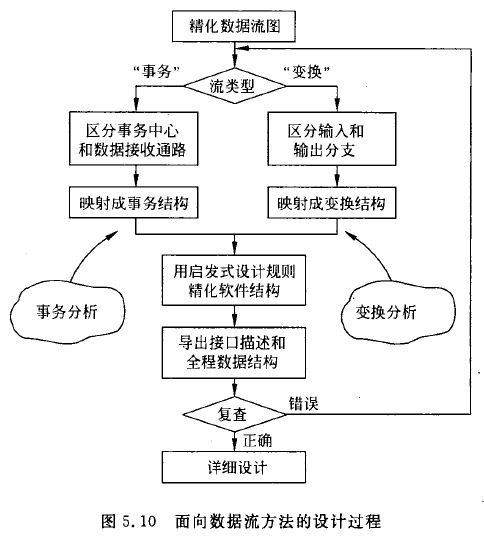 精化数据流图
“事务”
“变换”
流类型
区分事务中心
和数据接收通路
区分输入和
输出分支
映射成事务结构
映射成变换结构
用启发式设计规则
精化软件结构
事务分析
变换分析
导出接口描述和
全程数据结构
复查
错误
正确
详细设计
图 5.10 面向数据流方法的设计过程